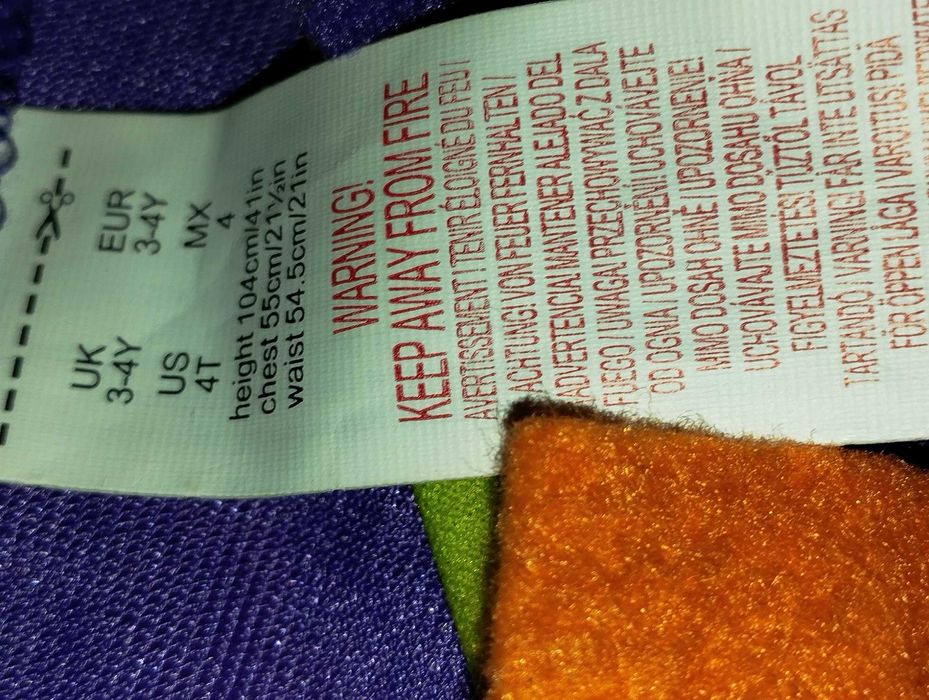 UK EUR
3-4Y 3-4Y
US MX
4T 4
height 104cm/41in
chest 55cm/21½in
waist 54.5cm/21in
WARNING!
KEEP AWAY FROM FIRE
AVERTISSEMENT ! TENIR ÉLOIGNÉ DU FEU /
ACHTUNG! VON FEUER FERNHALTEN /
ADVERTENCIA! MANTENER ALEJADO DEL
FUEGO / UWAGA! PRZECHOWYWAĆ Z DALA
OD OGNIA / UPOZORNĚNÍ! UCHOVÁVEJTE
MIMO DOSAH OHNĚ / UPOZORNENIE!
UCHOVÁVAJTE MIMO DOSAHU OHŇA /
FIGYELMEZTETÉS! TŰZTŐL TÁVOL
TARTANDÓ / VARNING! FÅR INTE UTSÄTTAS
FÖR ÖPPEN LÅGA / VAROITUS! PIDÄ